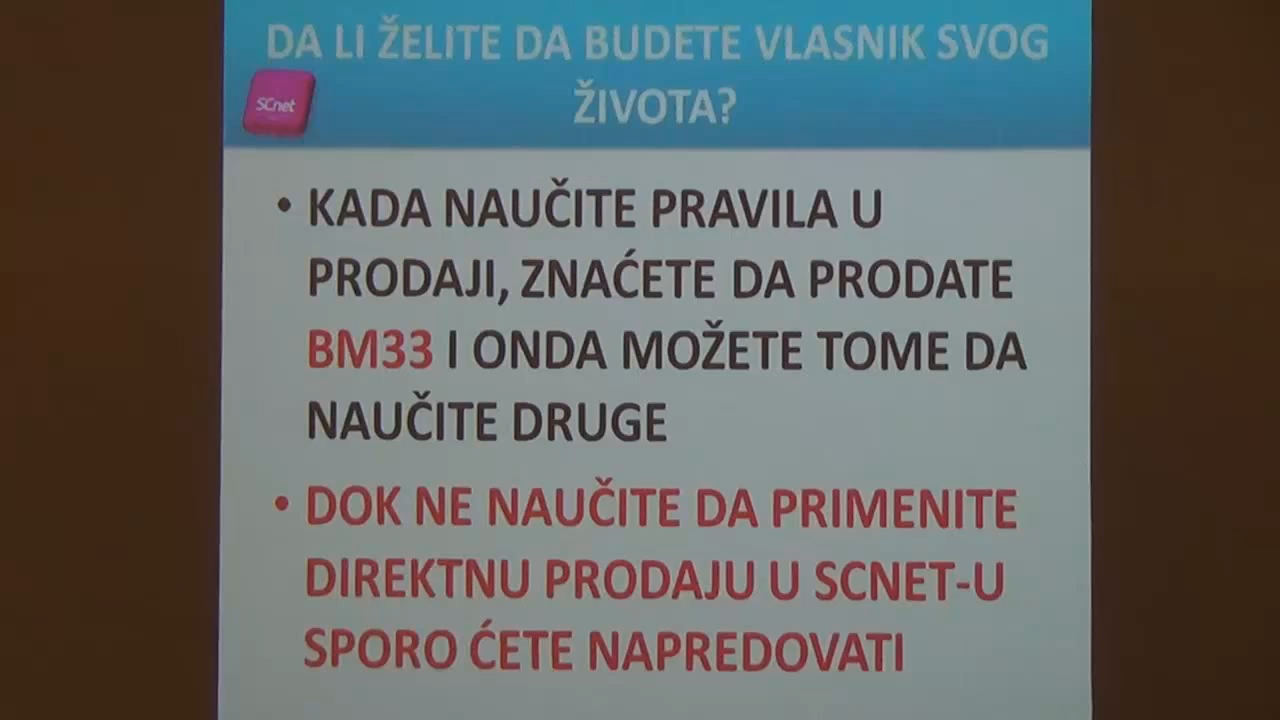 DA LI ŽELITE DA BUDETE VLASNIK SVOG
ŽIVOTA?
SCnet
• KADA NAUČITE PRAVILA U
PRODAJI, ZNAĆETE DA PRODATE
BM33 I ONDA MOŽETE TOME DA
NAUČITE DRUGE
• DOK NE NAUČITE DA PRIMENITE
DIREKTNU PRODAJU U SCNET-U
SPORO ĆETE NAPREDOVATI